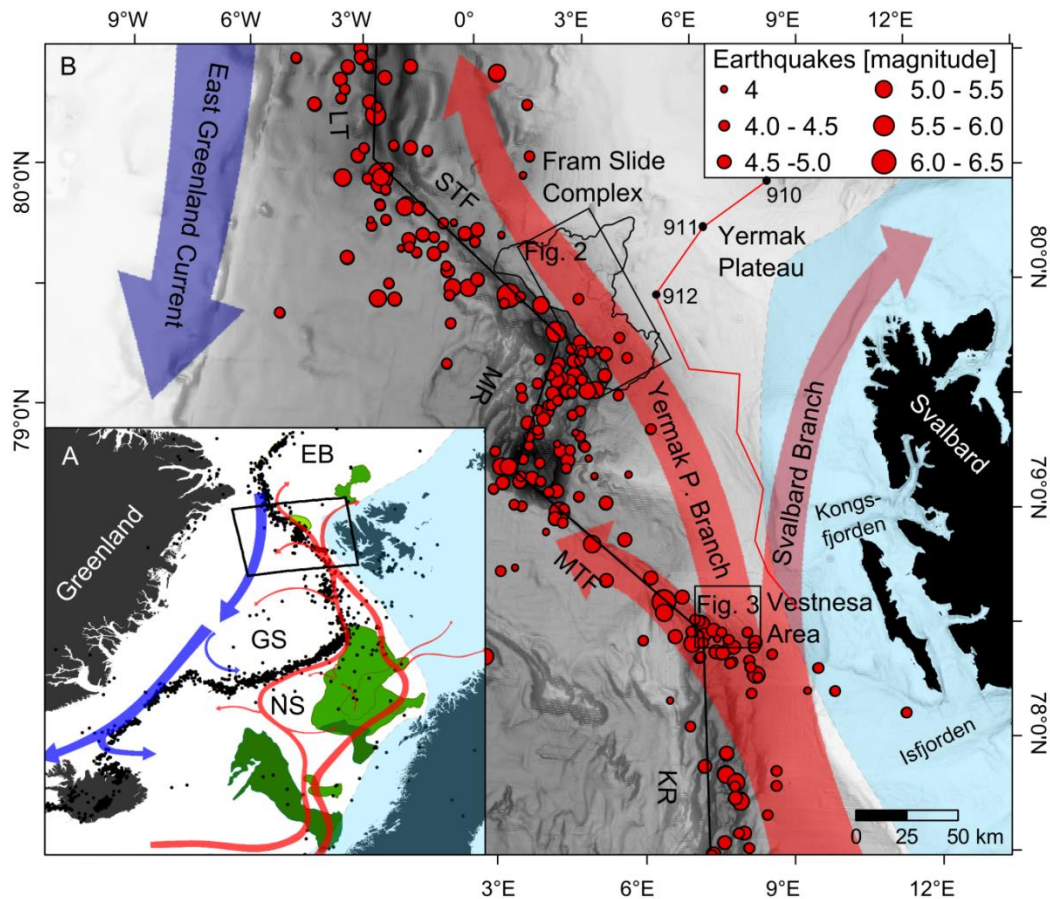 9°W 6°W 3°W 0° 3°E 6°E 9°E 12°E
B
Earthquakes [magnitude]
4
4.0 - 4.5
4.5 -5.0
5.0 - 5.5
5.5 - 6.0
6.0 - 6.5
East Greenland Current
LT
STF
Fram Slide
Complex
Fig. 2
910
911
912
Yermak
Plateau
80°0'N
79°0'N
80°0'N
79°0'N
78°0'N
MR
Yermak P. Branch
Svalbard Branch
Svalbard
Kongs-
fjorden
MTF
Fig. 3
Vestnesa
Area
Isfjorden
KR
0 25 50 km
A
EB
Greenland
GS
NS
3°E 6°E 9°E 12°E